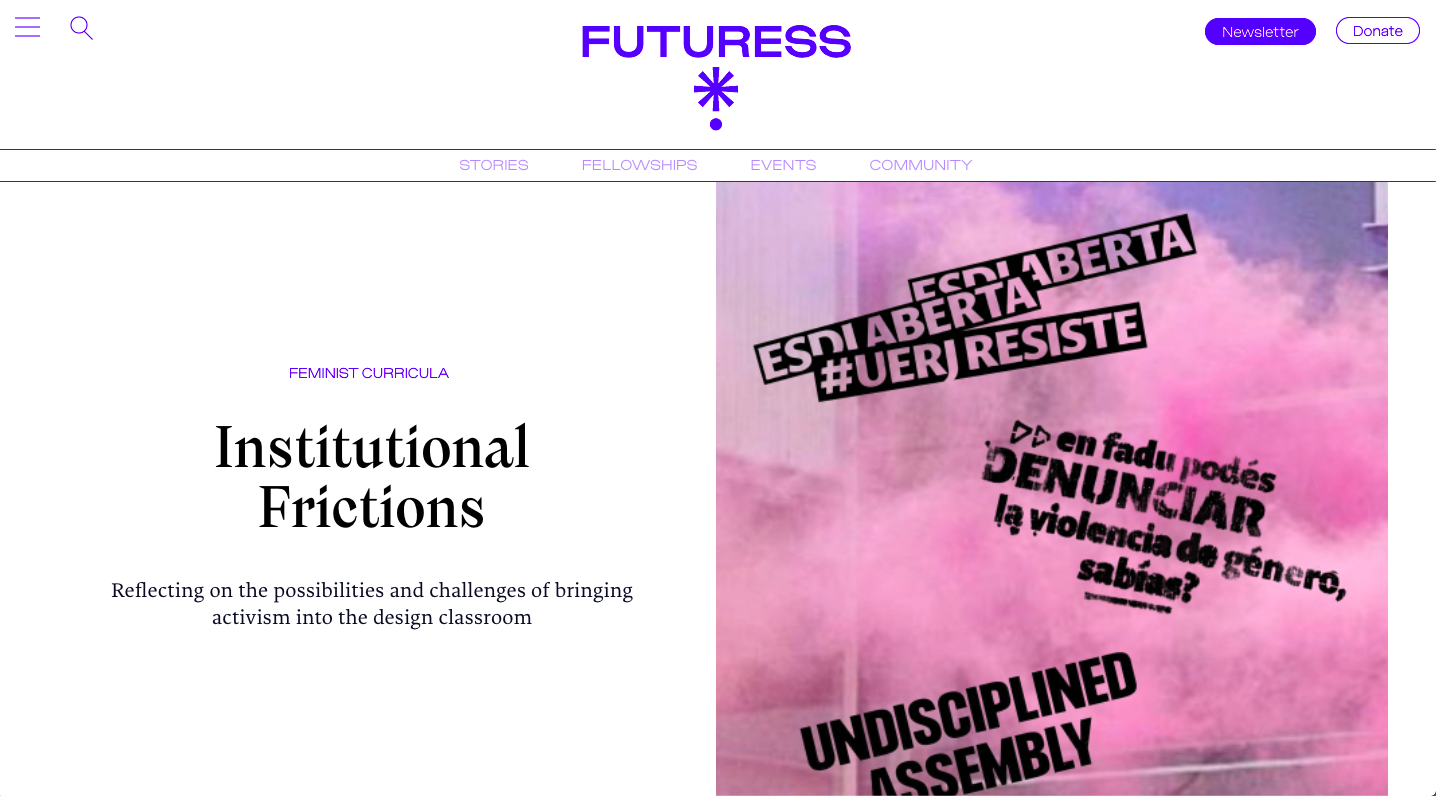 FUTURESS
Newsletter
Donate
STORIES
FELLOWSHIPS
EVENTS
COMMUNITY
FEMINIST CURRICULA
Institutional
Frictions
Reflecting on the possibilities and challenges of bringing
activism into the design classroom
ESDI ABERTA
ESDI ABERTA
#UERJ RESISTE
en fadu podés
DENUNCIAR
la violencia de género,
sabías?
UNDISCIPLINED
ASSEMBLY